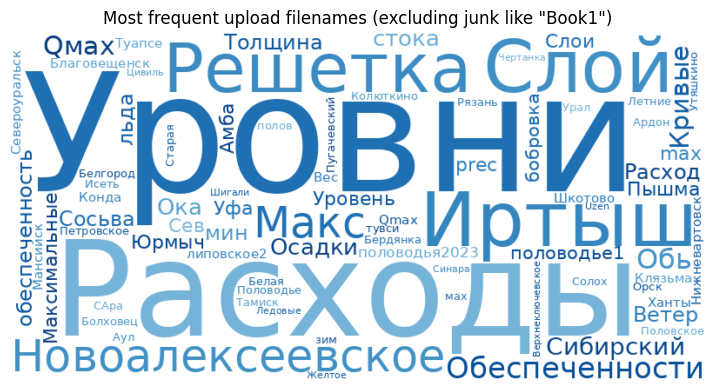 Most frequent upload filenames (excluding junk like "Book1")
Qмах Туапсе Толщина стока Слои
Благовещенск Решетка Слой Кривые
Североуральск Цивиль Чертанка Утяшкино
Уровни
льда Амба Колюткино Рязань Урал Летние
Старая полов Пугачевский бобровка Ардон max
Белгород Вес prec Расход
обеспеченность Исеть Шигали Пышма
Максимальные Конда Ока Уфа Уровень Шкотово Uzen
Сосьва Сев мин Макс тувси Qmax Иртыш
Петровское Юрмыч Осадки Бердянка половодье1 Обь Нижневартовск
Мансийск липовское2 половодья2023 Клязьма
Расходы
Белая Синара Солох Орск
САра Половодье Тамиск мах Верхнеключевское Ханты
Болховец Ледовые Ветер
Аул зим Сибирский Половское
Новоалексеевское Желтое Обеспеченности